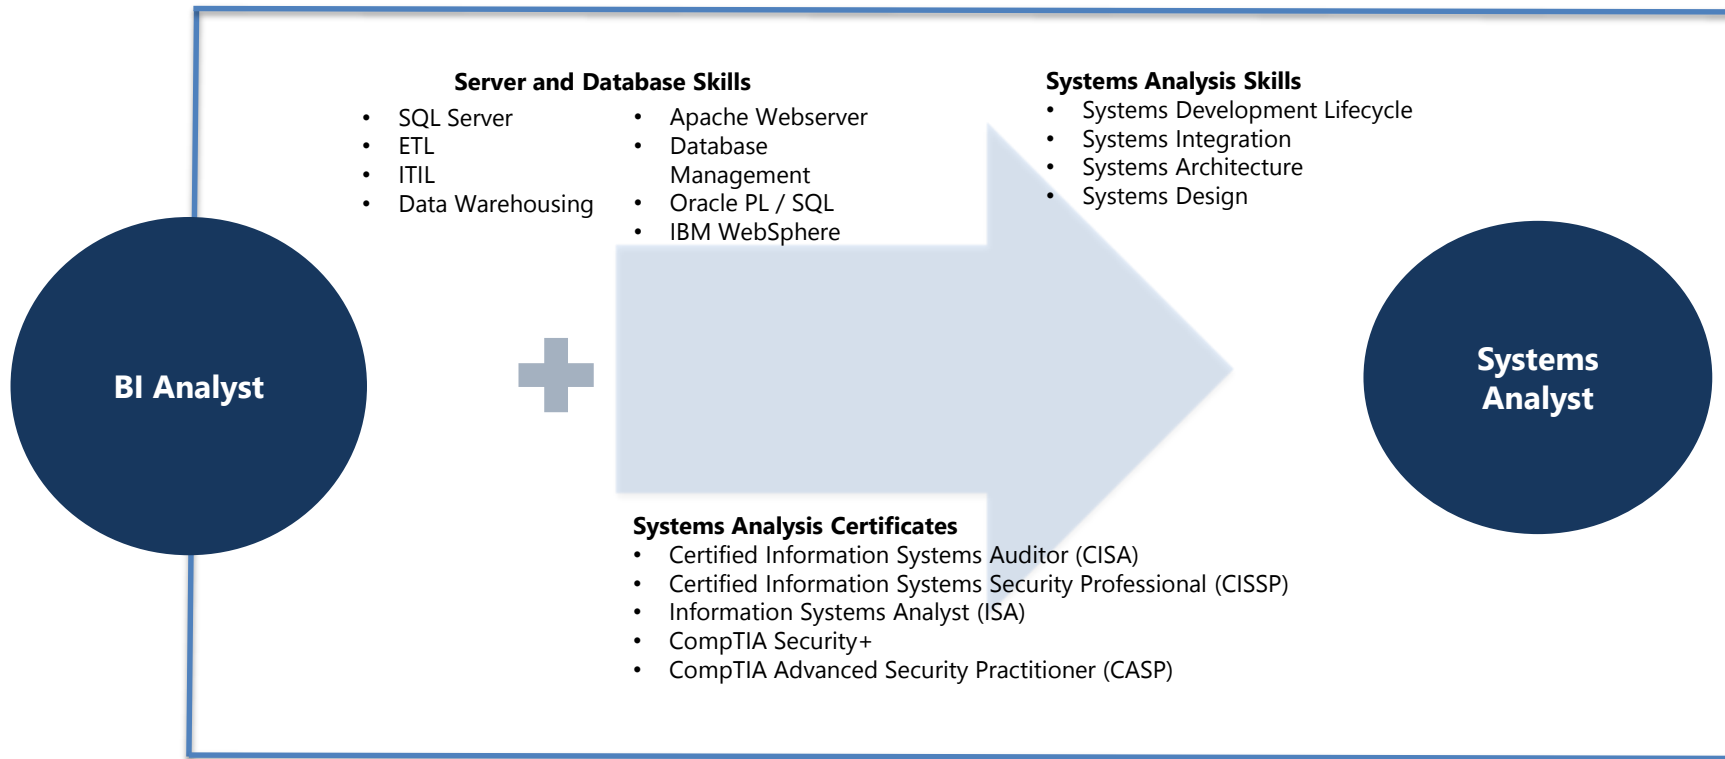 Server and Database Skills
• SQL Server
• ETL
• ITIL
• Data Warehousing
• Apache Webserver
• Database
Management
• Oracle PL / SQL
• IBM WebSphere
Systems Analysis Skills
• Systems Development Lifecycle
• Systems Integration
• Systems Architecture
• Systems Design
BI Analyst
Systems
Analyst
Systems Analysis Certificates
• Certified Information Systems Auditor (CISA)
• Certified Information Systems Security Professional (CISSP)
• Information Systems Analyst (ISA)
• CompTIA Security+
• CompTIA Advanced Security Practitioner (CASP)